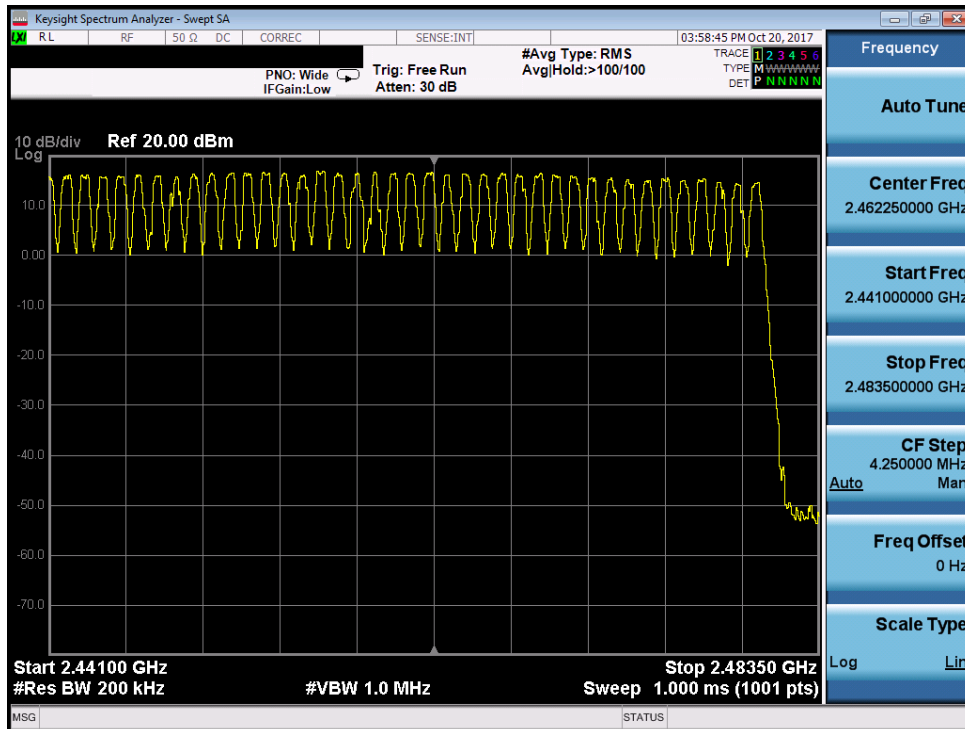 Keysight Spectrum Analyzer - Swept SA
LXI RL RF 50 Ω DC CORREC SENSE:INT 03:58:45 PM Oct 20, 2017
Frequency
#Avg Type: RMS
TRACE 1 2 3 4 5 6
PNO: Wide Trig: Free Run Avg|Hold:>100/100
TYPE M W W W W W
IFGain:Low Atten: 30 dB
DET P N N N N N
Auto Tune
10 dB/div Ref 20.00 dBm
Log
10.0
0.00
-10.0
-20.0
-30.0
-40.0
-50.0
-60.0
-70.0
Center Freq
2.462250000 GHz
Start Freq
2.441000000 GHz
Stop Freq
2.483500000 GHz
CF Step
4.250000 MHz
Auto Man
Freq Offset
0 Hz
Scale Type
Log Lin
Start 2.44100 GHz Stop 2.48350 GHz
#Res BW 200 kHz #VBW 1.0 MHz Sweep 1.000 ms (1001 pts)
MSG STATUS